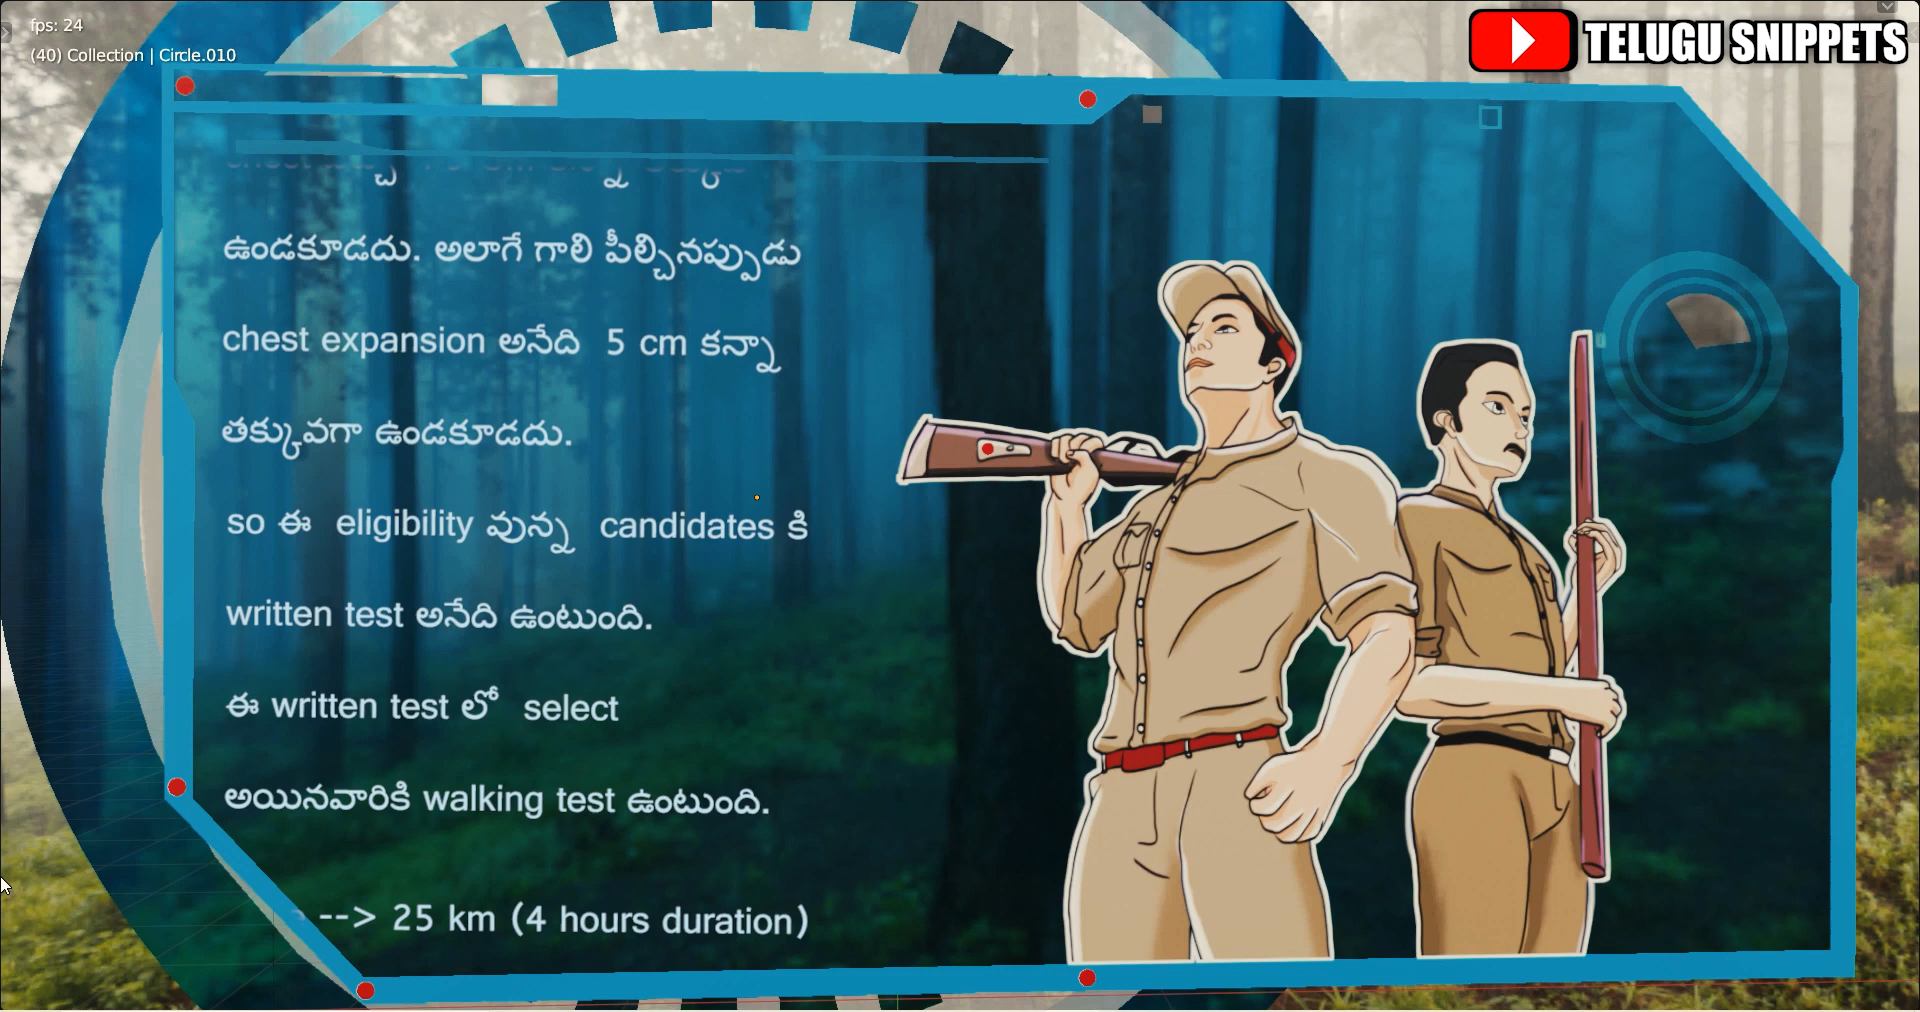 fps: 24
(40) Collection | Circle.010
TELUGU SNIPPETS
ఉండకూడదు. అలాగే గాలి పీల్చినప్పుడు
chest expansion అనేది 5 cm కన్నా
తక్కువగా ఉండకూడదు.
so ఈ eligibility వున్న candidates కి
written test అనేది ఉంటుంది.
ఈ written test లో select
అయినవారికి walking test ఉంటుంది.
--> 25 km (4 hours duration)